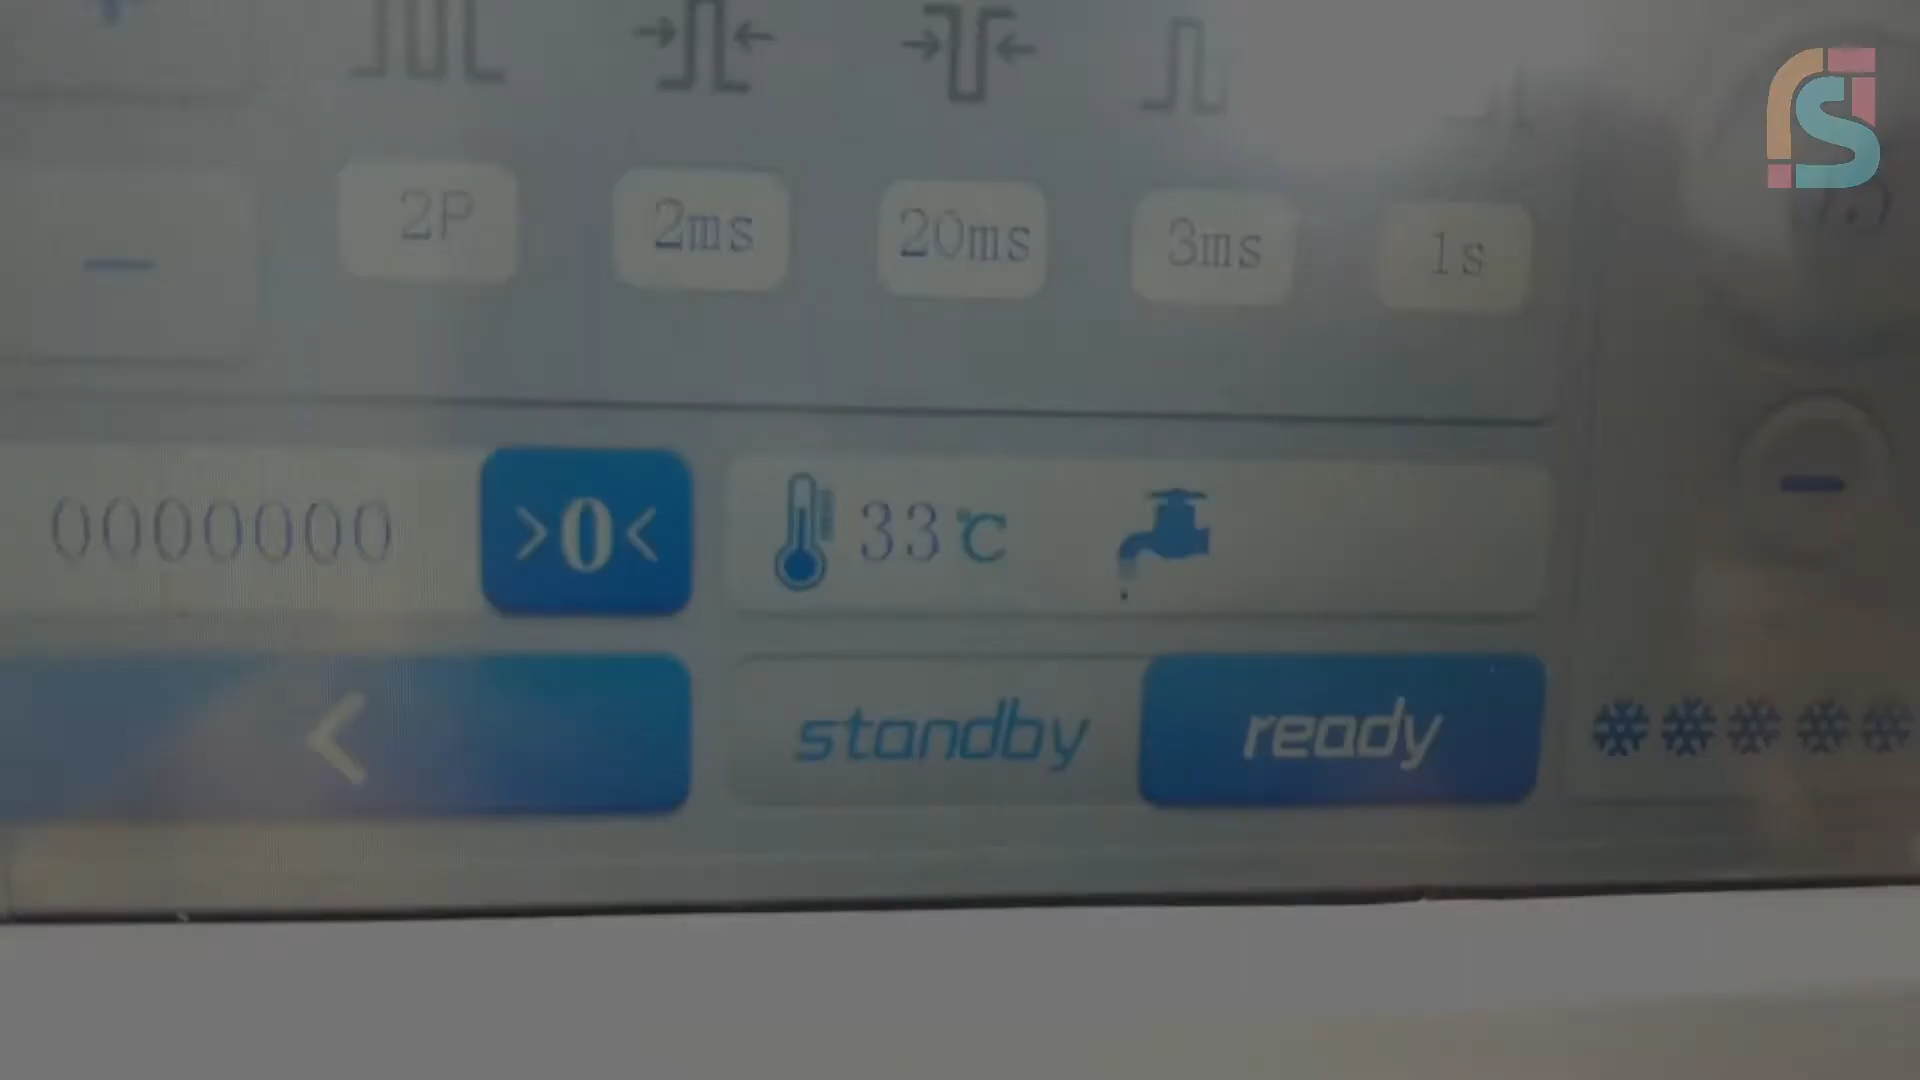 2P 2ms 20ms 3ms 1s
0000000 >0< 33℃
< standby ready